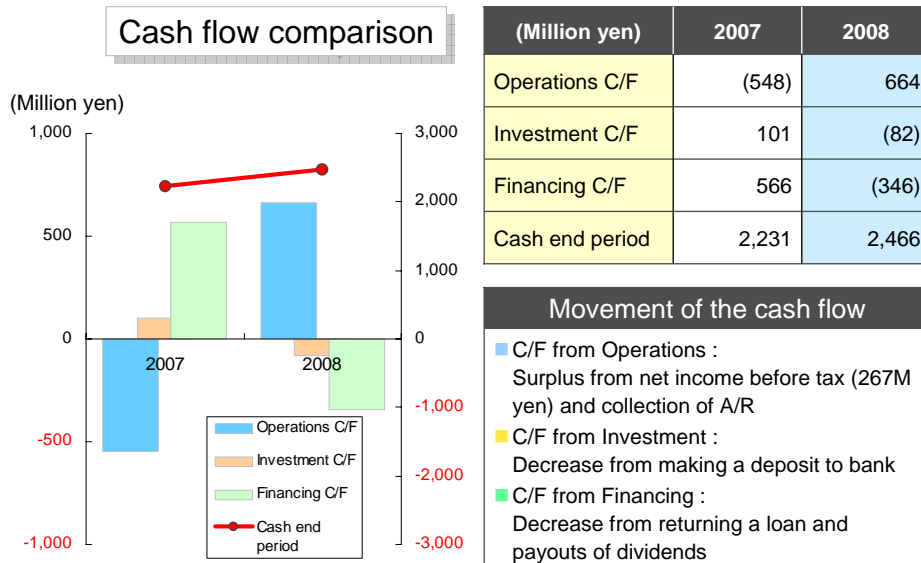 Cash flow comparison
(Million yen)
1,000
500
0
-500
-1,000
3,000
2,000
1,000
0
-1,000
-2,000
-3,000
2007
2008
Operations C/F
Investment C/F
Financing C/F
Cash end
period
(Million yen) 2007 2008
Operations C/F (548) 664
Investment C/F 101 (82)
Financing C/F 566 (346)
Cash end period 2,231 2,466
Movement of the cash flow
C/F from Operations :
Surplus from net income before tax (267M
yen) and collection of A/R
C/F from Investment :
Decrease from making a deposit to bank
C/F from Financing :
Decrease from returning a loan and
payouts of dividends